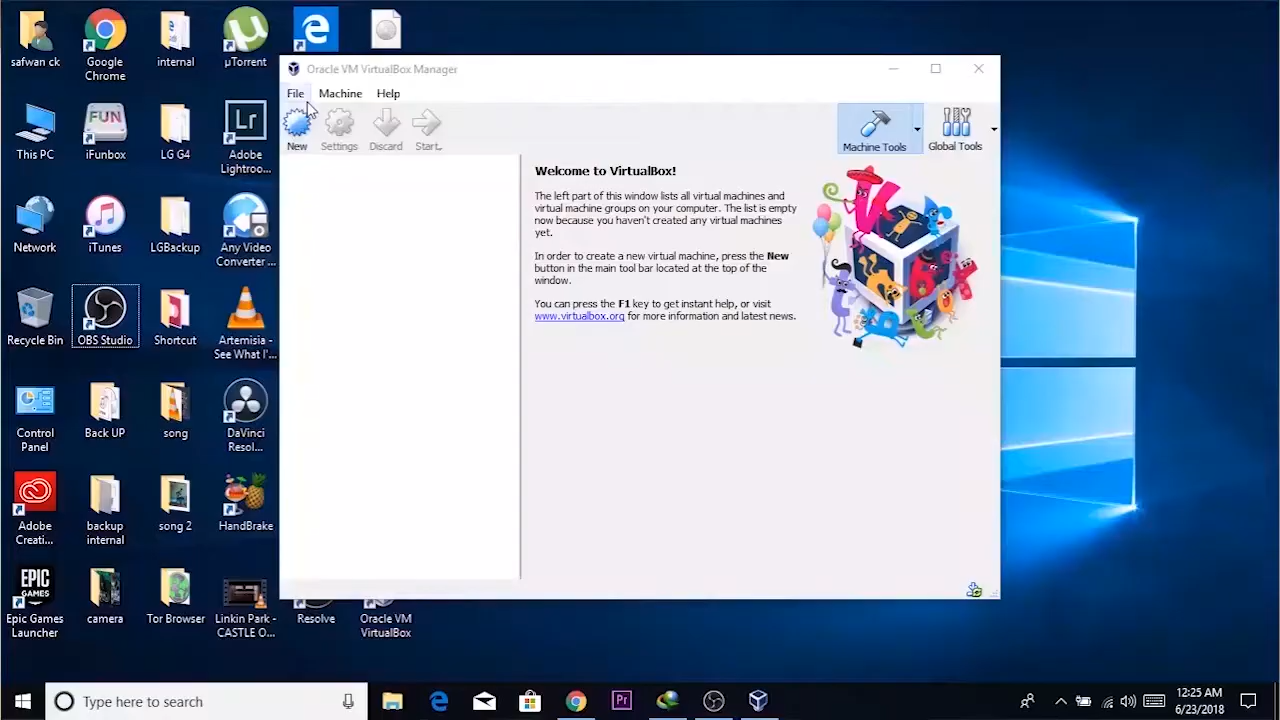 safwan ck
Google
Chrome
internal
µTorrent
This PC
FUN
iFunbox
LG G4
Lr
Adobe
Lightroo...
Network
iTunes
LGBackup
Any Video
Converter ...
Recycle Bin
OBS Studio
Shortcut
Artemisia -
See What I'...
Control
Panel
Back UP
song
DaVinci
Resol...
Adobe
Creati...
backup
internal
song 2
HandBrake
EPIC
GAMES
Epic Games
Launcher
camera
Tor Browser
Linkin Park -
CASTLE O...
Resolve
Oracle VM
VirtualBox
Oracle VM VirtualBox Manager
File Machine Help
New Settings Discard Start
Machine Tools Global Tools
Welcome to VirtualBox!
The left part of this window lists all virtual machines and
virtual machine groups on your computer. The list is empty
now because you haven't created any virtual machines
yet.
In order to create a new virtual machine, press the New
button in the main tool bar located at the top of the
window.
You can press the F1 key to get instant help, or visit
www.virtualbox.org for more information and latest news.
Type here to search
Pr
12:25 AM
6/23/2018